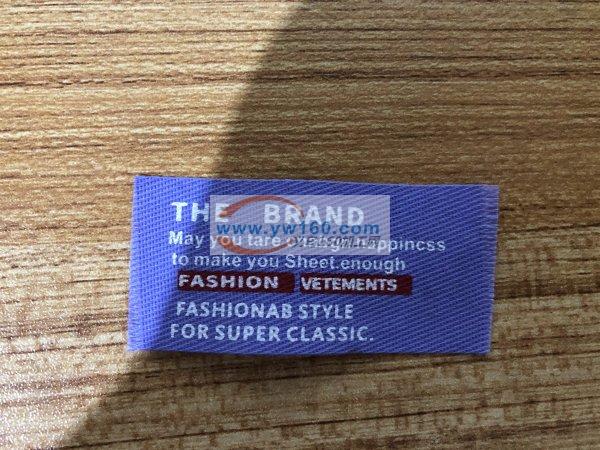 THE BRAND
May you tare happincss
to make you Sheet.enough
FASHION VETEMENTS
FASHIONAB STYLE
FOR SUPER CLASSIC.
www.yw160.com